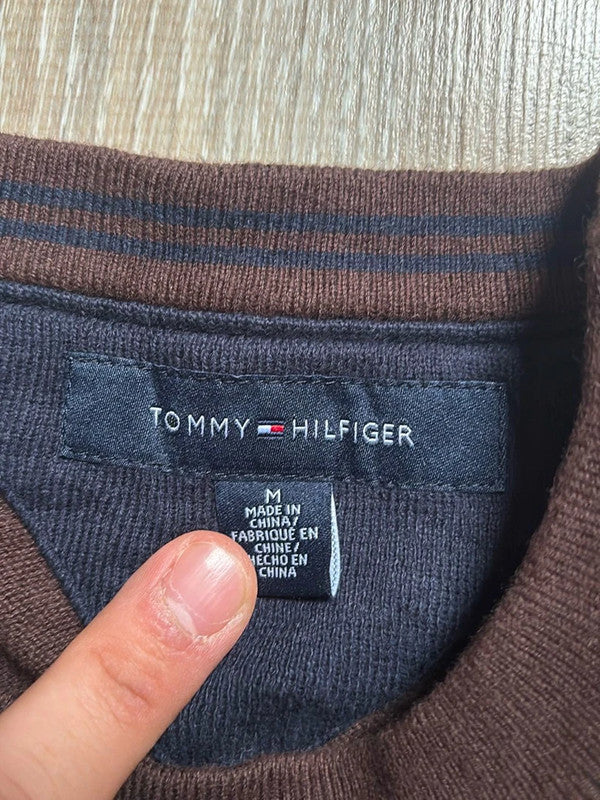 TOMMY HILFIGER
M
MADE IN
CHINA/
FABRIQUÉ EN
CHINE/
HECHO EN
CHINA